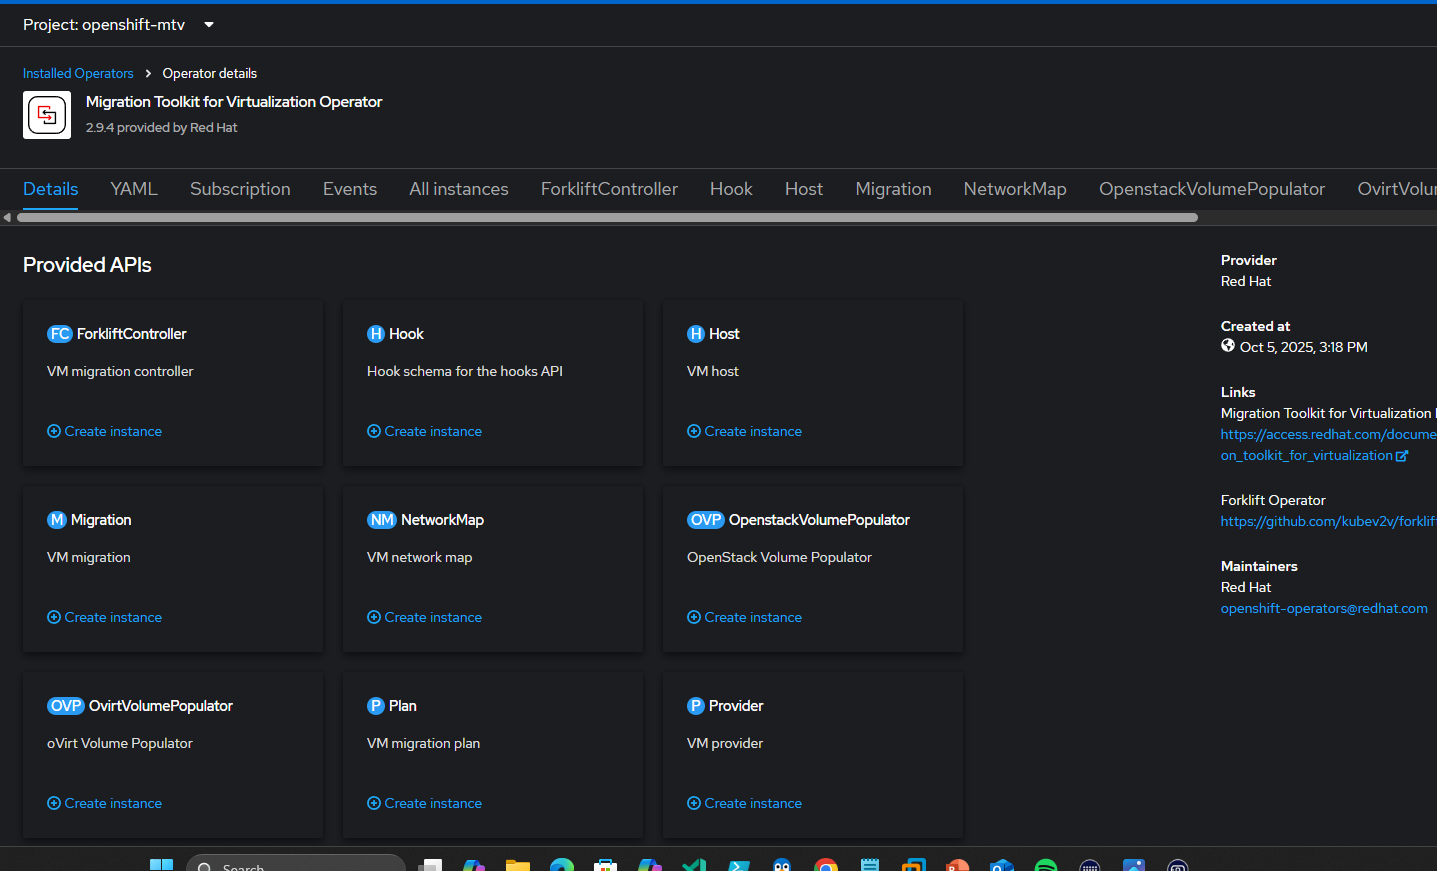 Project: openshift-mtv
Installed Operators > Operator details
Migration Toolkit for Virtualization Operator
2.9.4 provided by Red Hat
Details YAML Subscription Events All instances ForkliftController Hook Host Migration NetworkMap OpenstackVolumePopulator OvirtVolu
Provided APIs
FC ForkliftController
VM migration controller
Create instance
H Hook
Hook schema for the hooks API
Create instance
H Host
VM host
Create instance
M Migration
VM migration
Create instance
NM NetworkMap
VM network map
Create instance
OVP OpenstackVolumePopulator
OpenStack Volume Populator
Create instance
OVP OvirtVolumePopulator
oVirt Volume Populator
Create instance
P Plan
VM migration plan
Create instance
P Provider
VM provider
Create instance
Provider
Red Hat
Created at
Oct 5, 2025, 3:18 PM
Links
Migration Toolkit for Virtualization
https://access.redhat.com/docume
on_toolkit_for_virtualization
Forklift Operator
https://github.com/kubev2v/forklif
Maintainers
Red Hat
openshift-operators@redhat.com
Search